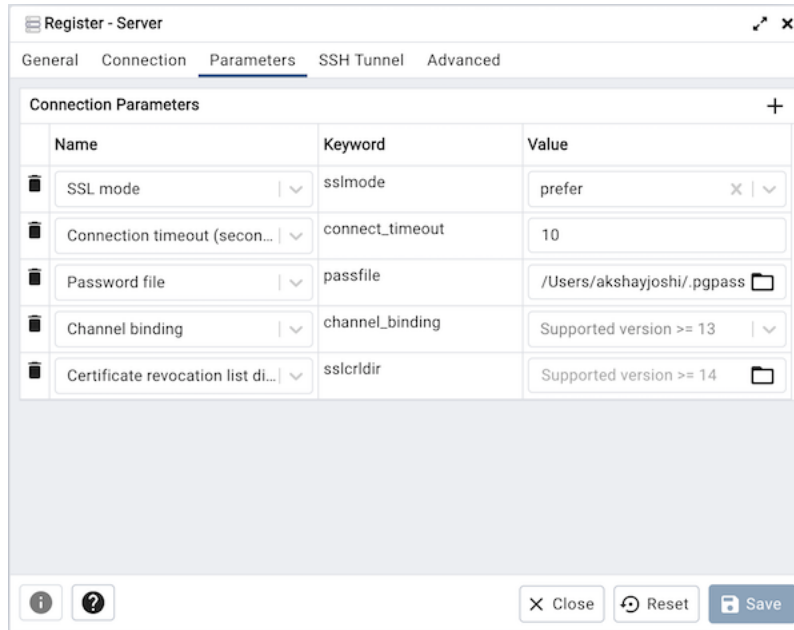 Register - Server
General Connection Parameters SSH Tunnel Advanced
Connection Parameters
Name Keyword Value
SSL mode sslmode prefer
Connection timeout (secon... connect_timeout 10
Password file passfile /Users/akshayjoshi/.pgpass
Channel binding channel_binding Supported version >= 13
Certificate revocation list di... sslcrldir Supported version >= 14
Close Reset Save